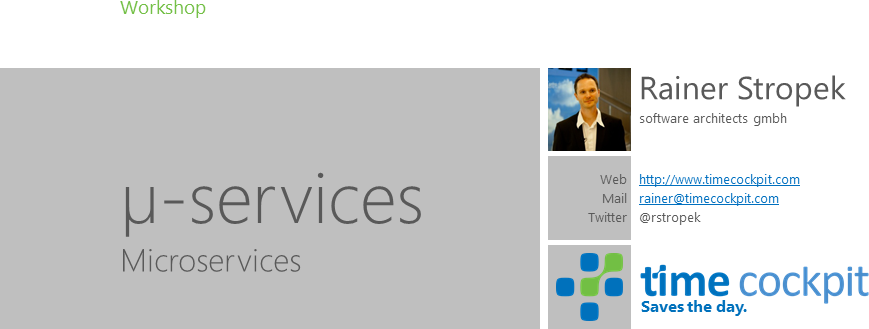 Workshop
µ-services
Microservices
Rainer Stropek
software architects gmbh
Web http://www.timecockpit.com
Mail rainer@timecockpit.com
Twitter @rstropek
time cockpit
Saves the day.